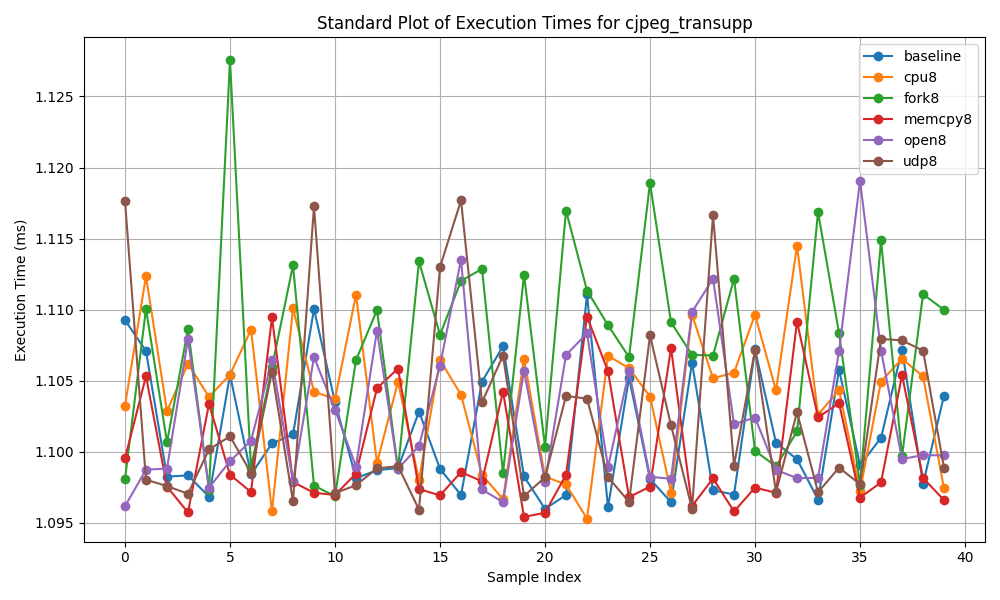 Standard Plot of Execution Times for cjpeg_transupp
baseline
cpu8
fork8
memcpy8
open8
udp8
Execution Time (ms)
1.125
1.120
1.115
1.110
1.105
1.100
1.095
0 5 10 15 20 25 30 35 40
Sample Index